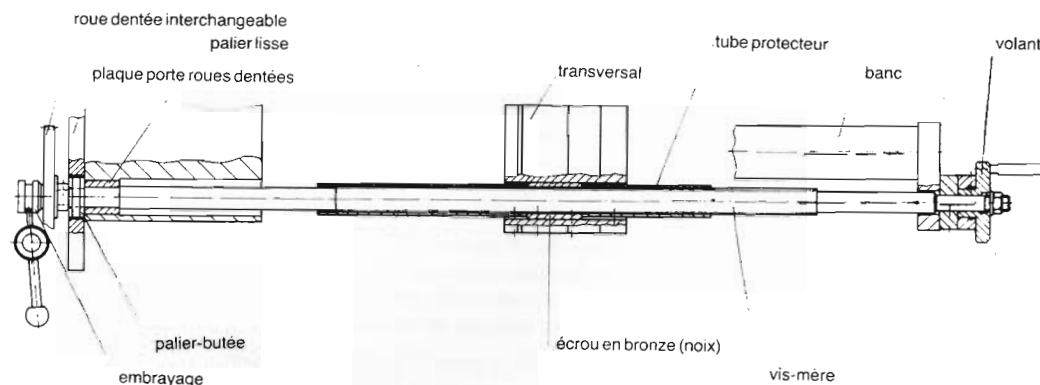 roue dentée interchangeable
palier lisse
plaque porte roues dentées
transversal
tube protecteur
banc
volant
palier-butée
embrayage
écrou en bronze (noix)
vis-mère